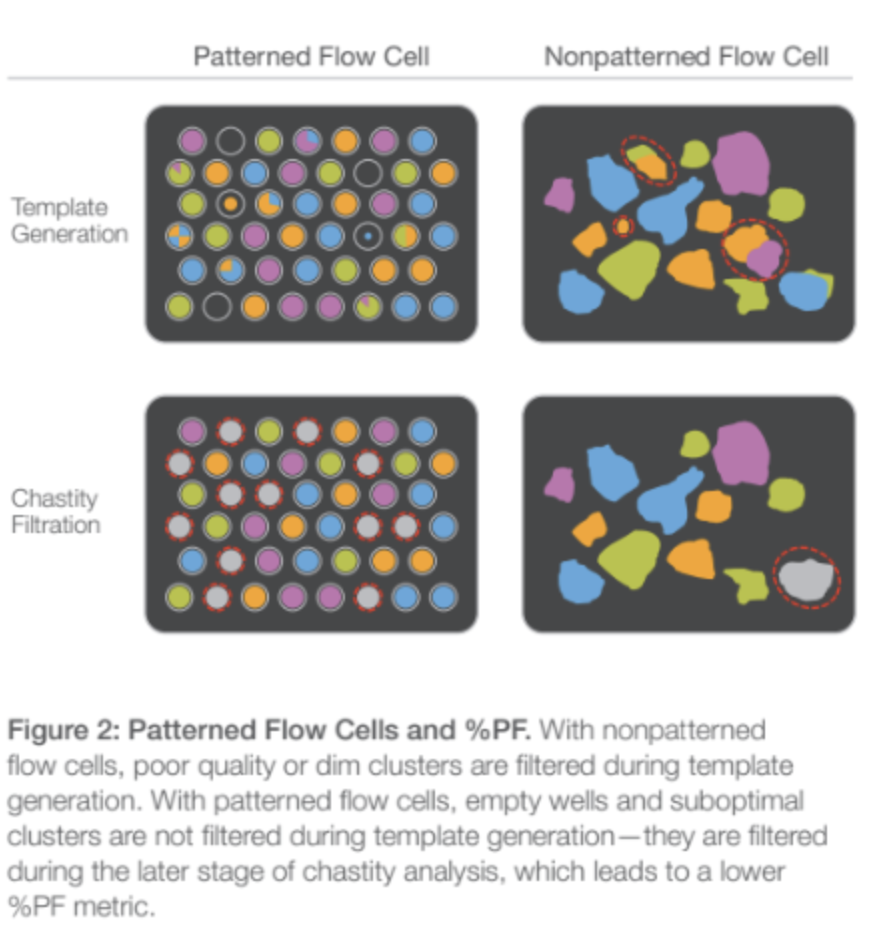 Patterned Flow Cell
Nonpatterned Flow Cell
Template
Generation
Chastity
Filtration
Figure 2: Patterned Flow Cells and %PF. With nonpatterned
flow cells, poor quality or dim clusters are filtered during template
generation. With patterned flow cells, empty wells and suboptimal
clusters are not filtered during template generation—they are filtered
during the later stage of chastity analysis, which leads to a lower
%PF metric.